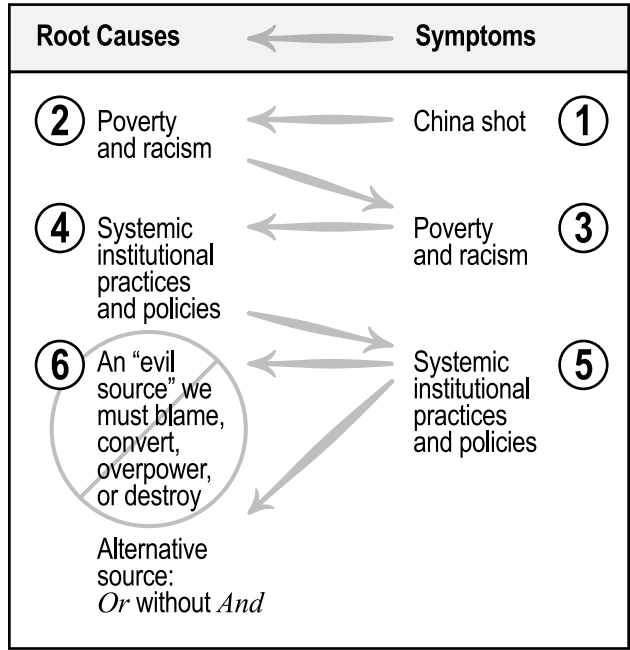 Root Causes Symptoms
2 Poverty and racism China shot 1
4 Systemic institutional practices and policies Poverty and racism 3
6 An “evil source” we must blame, convert, overpower, or destroy Systemic institutional practices and policies 5
Alternative source:
Or without And